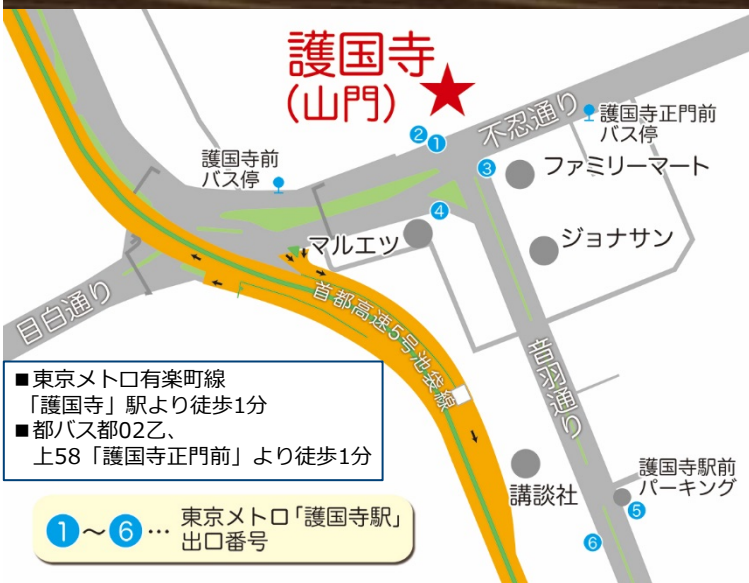 護国寺
(山門)
不忍通り
護国寺正門前
バス停
2
1
3
護国寺前
バス停
ファミリーマート
4
マルエツ
ジョナサン
目白通り
首都高速5号池袋線
音羽通り
■東京メトロ有楽町線
「護国寺」駅より徒歩1分
■都バス都02乙、
上58「護国寺正門前」より徒歩1分
講談社
護国寺駅前
パーキング
5
6
1～6… 東京メトロ「護国寺駅」
出口番号